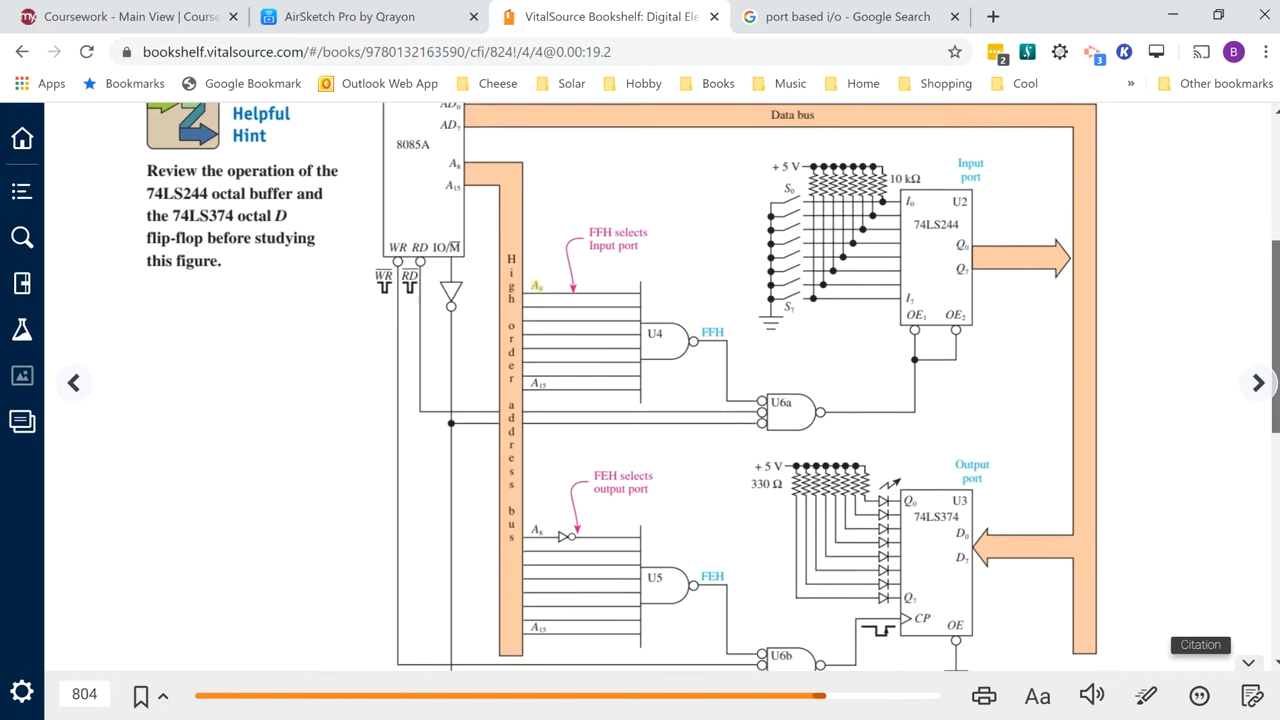 Coursework - Main View | Course
AirSketch Pro by Qrayon
VitalSource Bookshelf: Digital Ele
port based i/o - Google Search
bookshelf.vitalsource.com/#/books/9780132163590/cfi/824!/4/4@0.00:19.2
2
3
B
Apps
Bookmarks
Google Bookmark
Outlook Web App
Cheese
Solar
Hobby
Books
Music
Home
Shopping
Cool
»
Other bookmarks
Helpful
Hint
Review the operation of the
74LS244 octal buffer and
the 74LS374 octal D
flip-flop before studying
this figure.
AD₀
AD₇
8085A
A₈
A₁₅
WR RD IO/M̅
W̅R̅ R̅D̅
Data bus
High order address bus
FFH selects
Input port
A₈
A₁₅
U4
FFH
+5 V
10 kΩ
S₀
S₇
Input
port
I₀
U2
74LS244
Q₀
Q₇
I₇
OE₁ OE₂
U6a
FEH selects
output port
A₈
A₁₅
U5
FEH
+5 V
330 Ω
Output
port
Q₀
U3
74LS374
D₀
D₇
Q₇
CP
OE
U6b
Citation
804
Aa